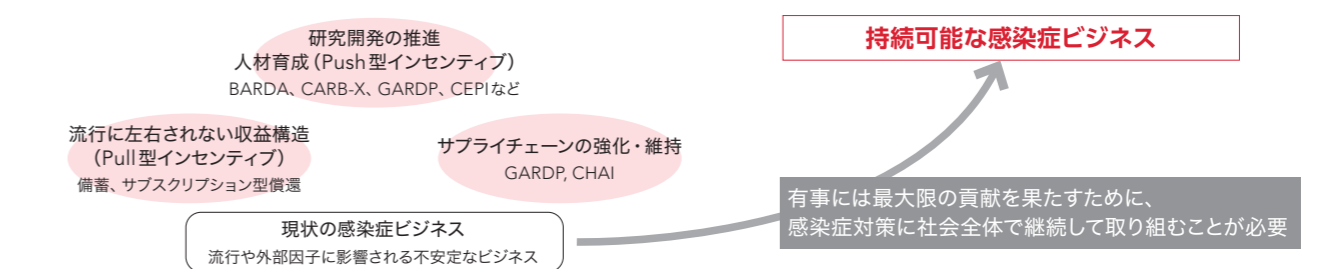 研究開発の推進
人材育成（Push型インセンティブ）
BARDA、CARB-X、GARDP、CEPIなど
流行に左右されない収益構造
（Pull型インセンティブ）
備蓄、サブスクリプション型償還
サプライチェーンの強化・維持
GARDP, CHAI
現状の感染症ビジネス
流行や外部因子に影響される不安定なビジネス
持続可能な感染症ビジネス
有事には最大限の貢献を果たすために、
感染症対策に社会全体で継続して取り組むことが必要